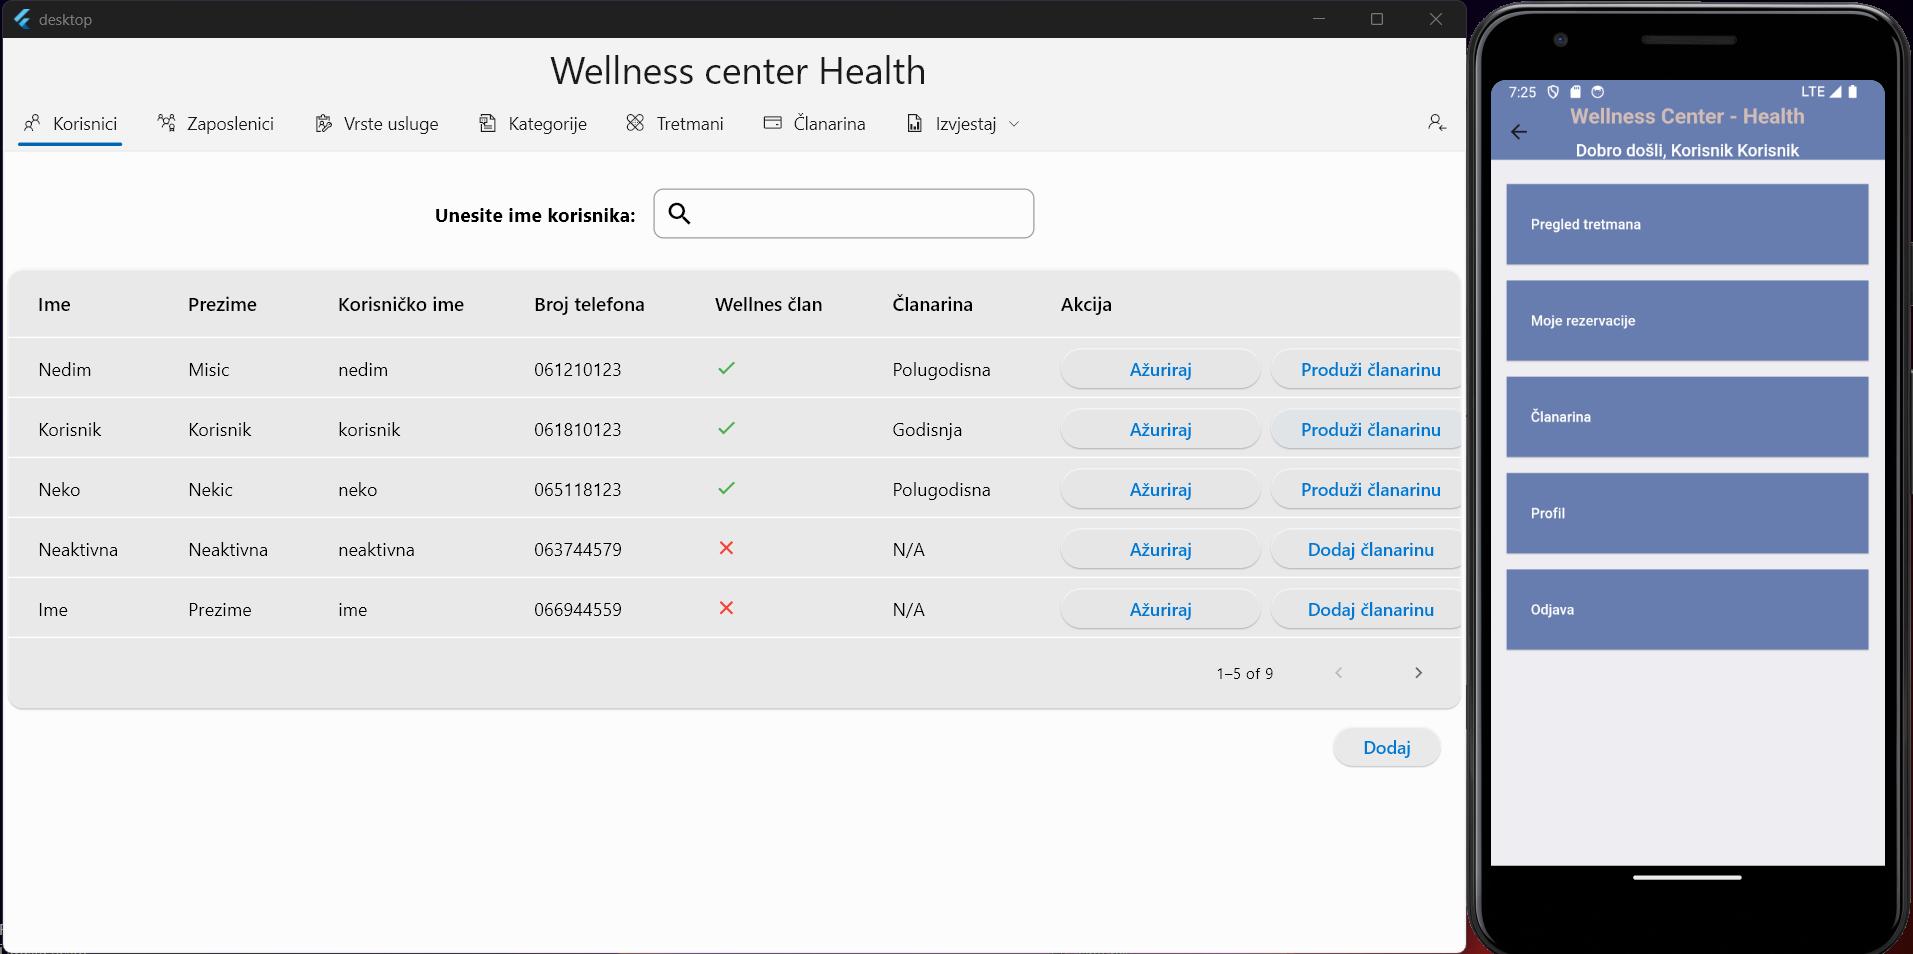 desktop
Wellness center Health
Korisnici Zaposlenici Vrste usluge Kategorije Tretmani Članarina Izvjestaj
Unesite ime korisnika:
Ime Prezime Korisničko ime Broj telefona Wellnes član Članarina Akcija
Nedim Misic nedim 061210123 Polugodisna Ažuriraj Produži članarinu
Korisnik Korisnik korisnik 061810123 Godisnja Ažuriraj Produži članarinu
Neko Nekic neko 065118123 Polugodisna Ažuriraj Produži članarinu
Neaktivna Neaktivna neaktivna 063744579 N/A Ažuriraj Dodaj članarinu
Ime Prezime ime 066944559 N/A Ažuriraj Dodaj članarinu
1–5 of 9
Dodaj
7:25 LTE
Wellness Center - Health
Dobro došli, Korisnik Korisnik
Pregled tretmana
Moje rezervacije
Članarina
Profil
Odjava